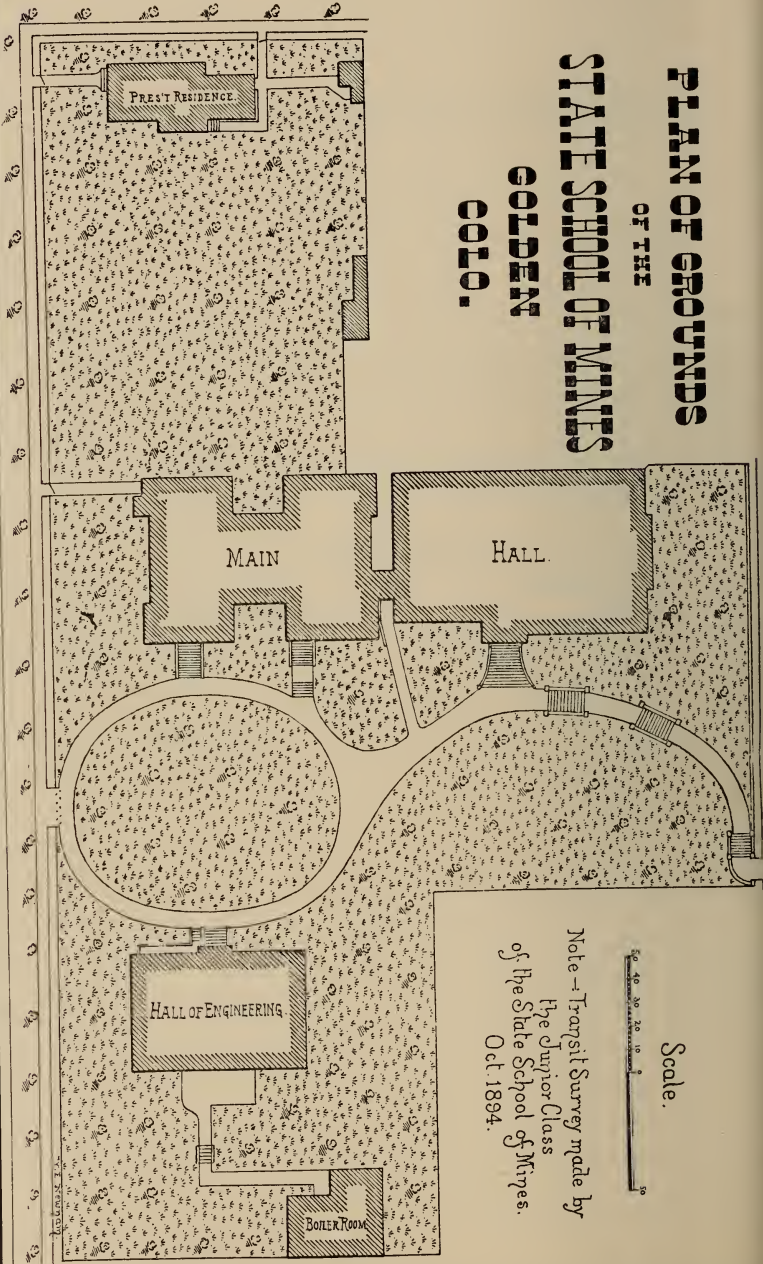 PLAN OF GROUNDS
OF THE
STATE SCHOOL OF MINES
GOLDEN
COLO.
PRES'T RESIDENCE.
MAIN
HALL.
HALL OF ENGINEERING.
BOILER ROOM
Scale.
50 40 30 20 10 0 50
Note – Transit Survey made by
the Junior Class
of the State School of Mines.
Oct. 1894.